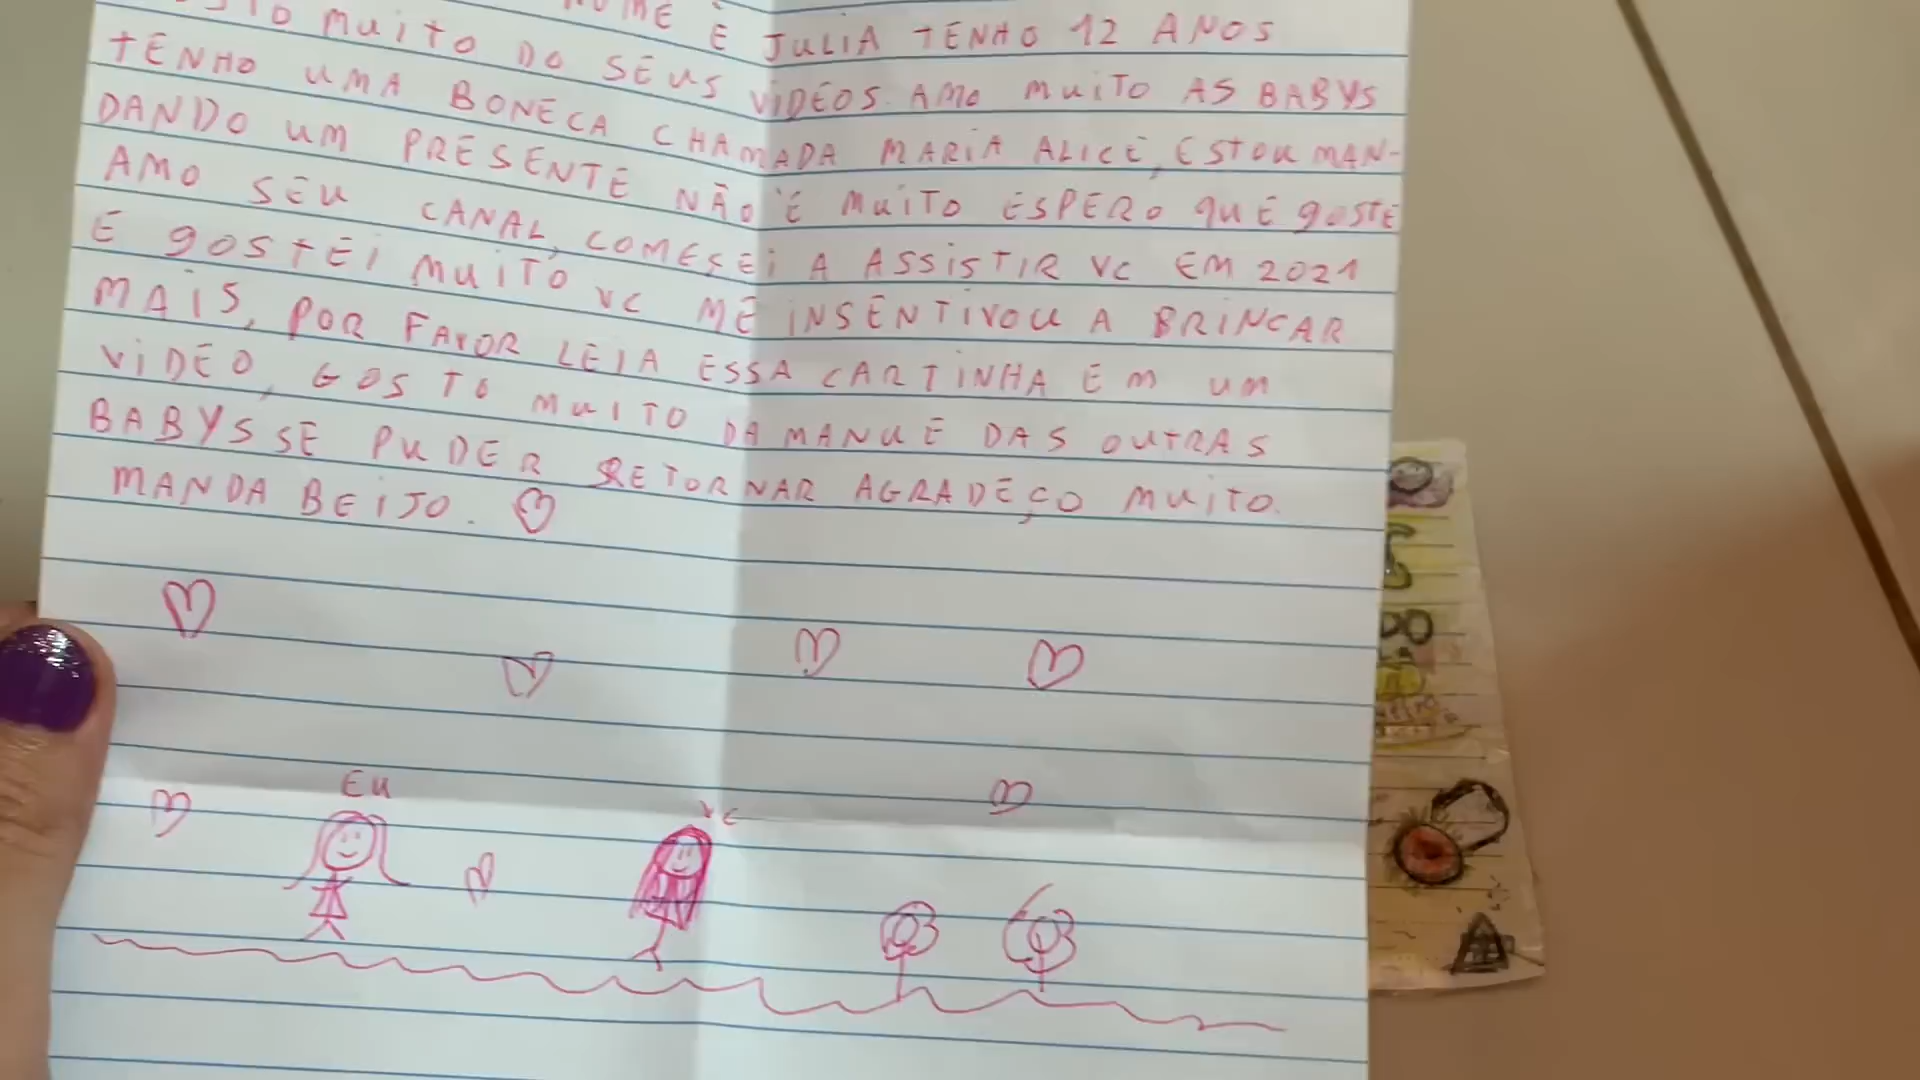 NOME È JULIA TENHO 12 ANOS
MUITO DO SEUS VIDEOS. AMO MUITO AS BABYS
TENHO UMA BONECA CHAMADA MARIA ALICE, ESTOU MAN-
DANDO UM PRESENTE NÃO É MUITO ESPERO QUE GOSTE
AMO SEU CANAL, COMESEI A ASSISTIR VC EM 2021
E GOSTEI MUITO VC ME INSENTIVOU A BRINCAR
MAIS, POR FAVOR LEIA ESSA CARTINHA EM UM
VIDEO, GOSTO MUITO DA MANU E DAS OUTRAS
BABYS SE PUDER RETORNAR AGRADEÇO MUITO.
MANDA BEIJO.
EU
VC
DO